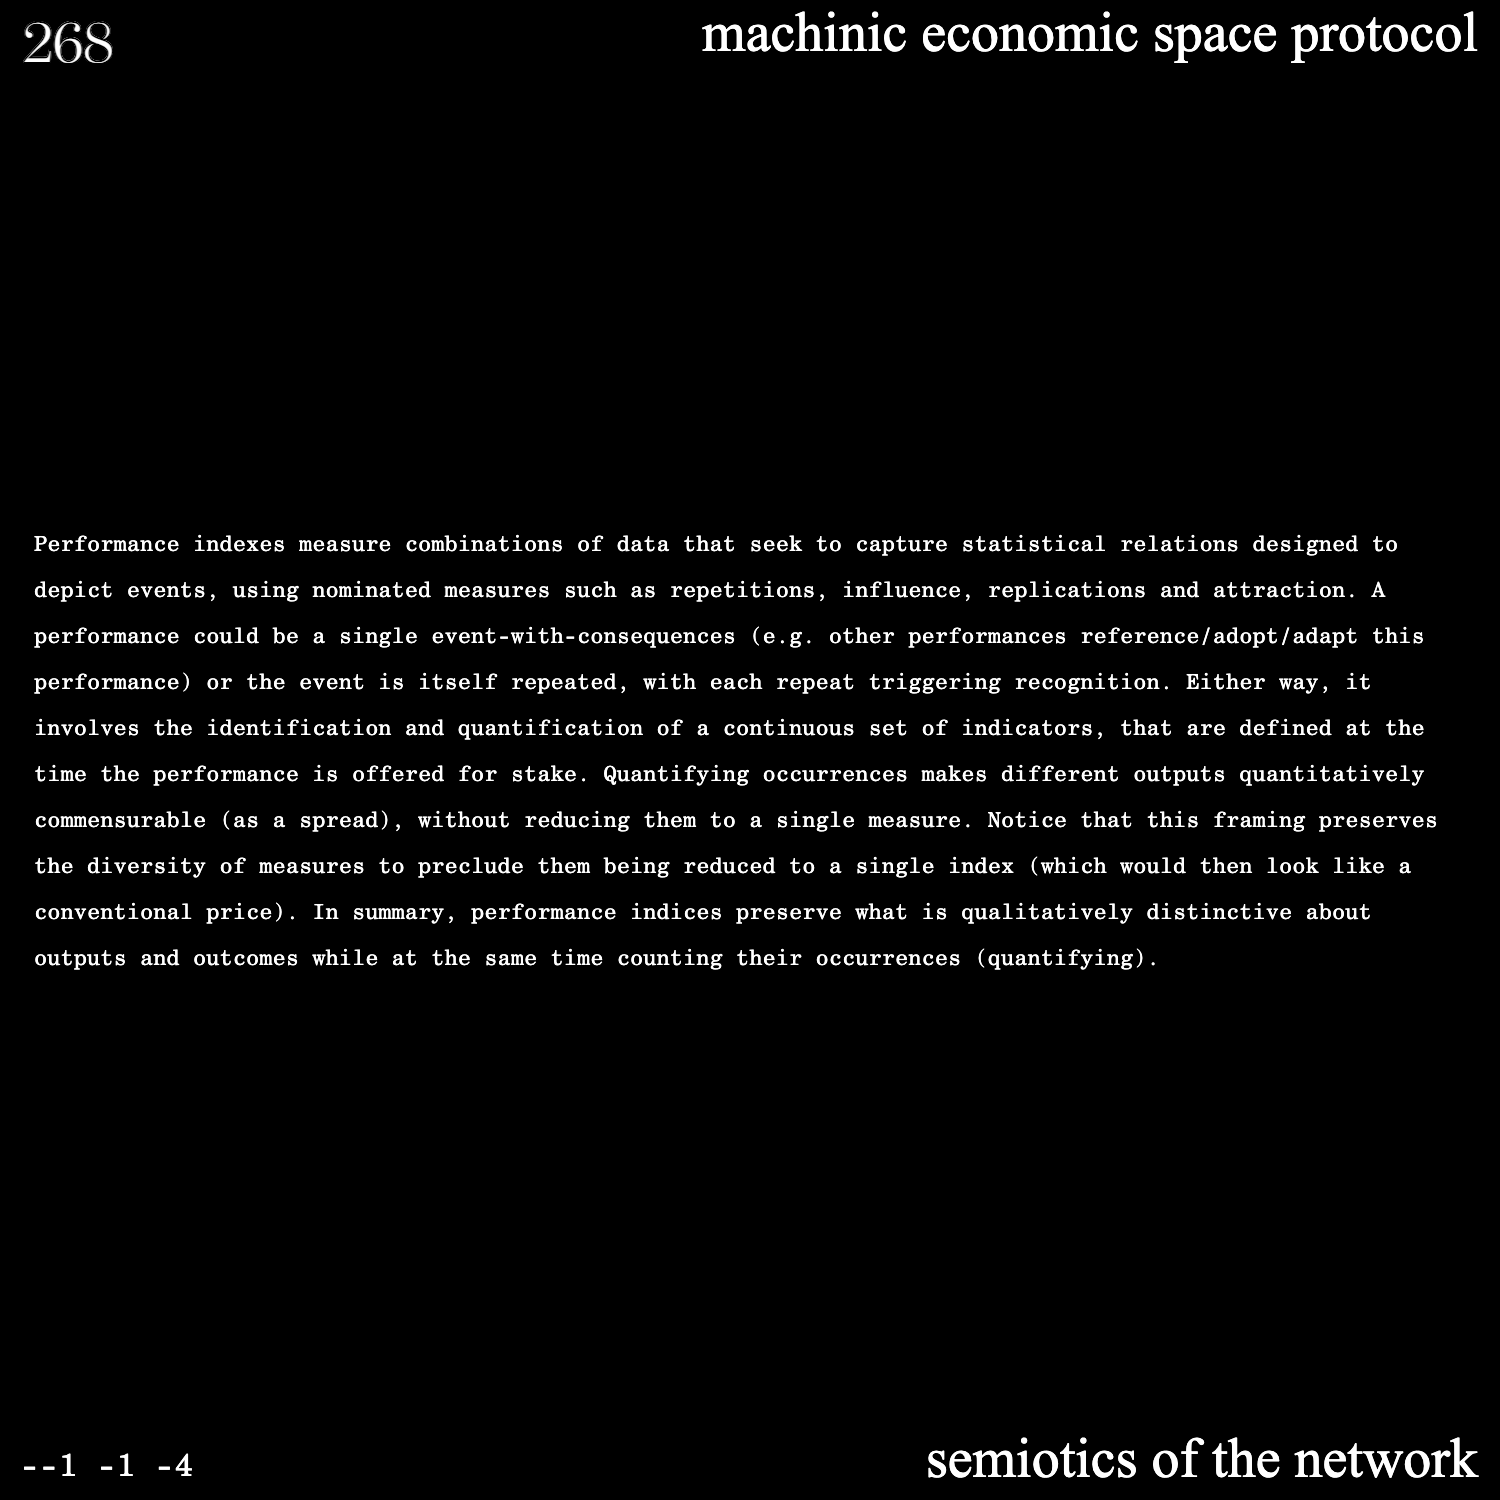 268
machinic economic space protocol
Performance indexes measure combinations of data that seek to capture statistical relations designed to
depict events, using nominated measures such as repetitions, influence, replications and attraction. A
performance could be a single event-with-consequences (e.g. other performances reference/adopt/adapt this
performance) or the event is itself repeated, with each repeat triggering recognition. Either way, it
involves the identification and quantification of a continuous set of indicators, that are defined at the
time the performance is offered for stake. Quantifying occurrences makes different outputs quantitatively
commensurable (as a spread), without reducing them to a single measure. Notice that this framing preserves
the diversity of measures to preclude them being reduced to a single index (which would then look like a
conventional price). In summary, performance indices preserve what is qualitatively distinctive about
outputs and outcomes while at the same time counting their occurrences (quantifying).
--1 -1 -4
semiotics of the network